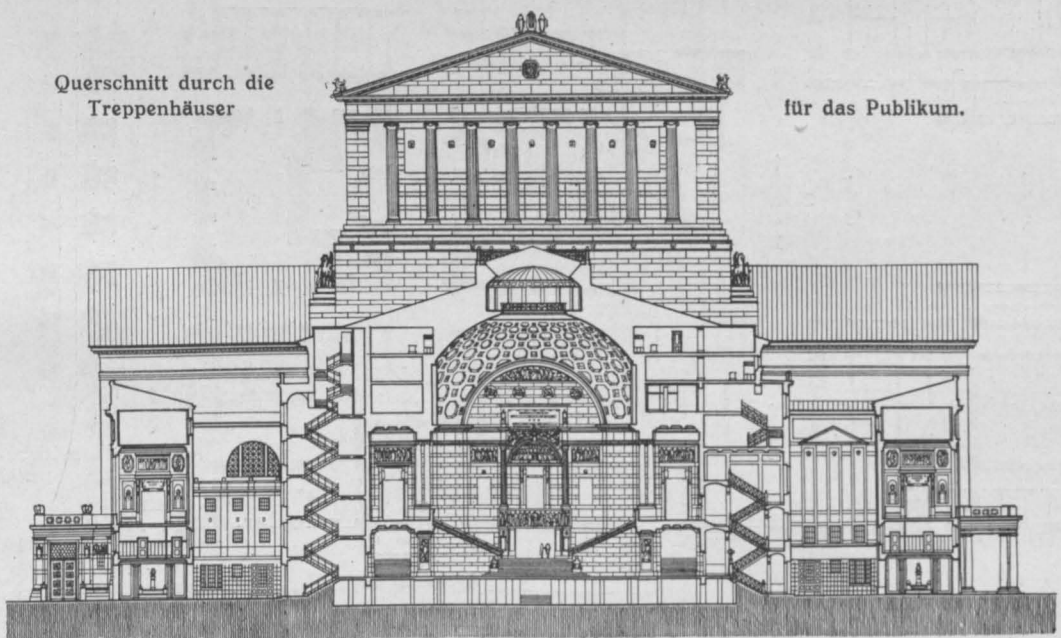 Querschnitt durch die
Treppenhäuser
für das Publikum.